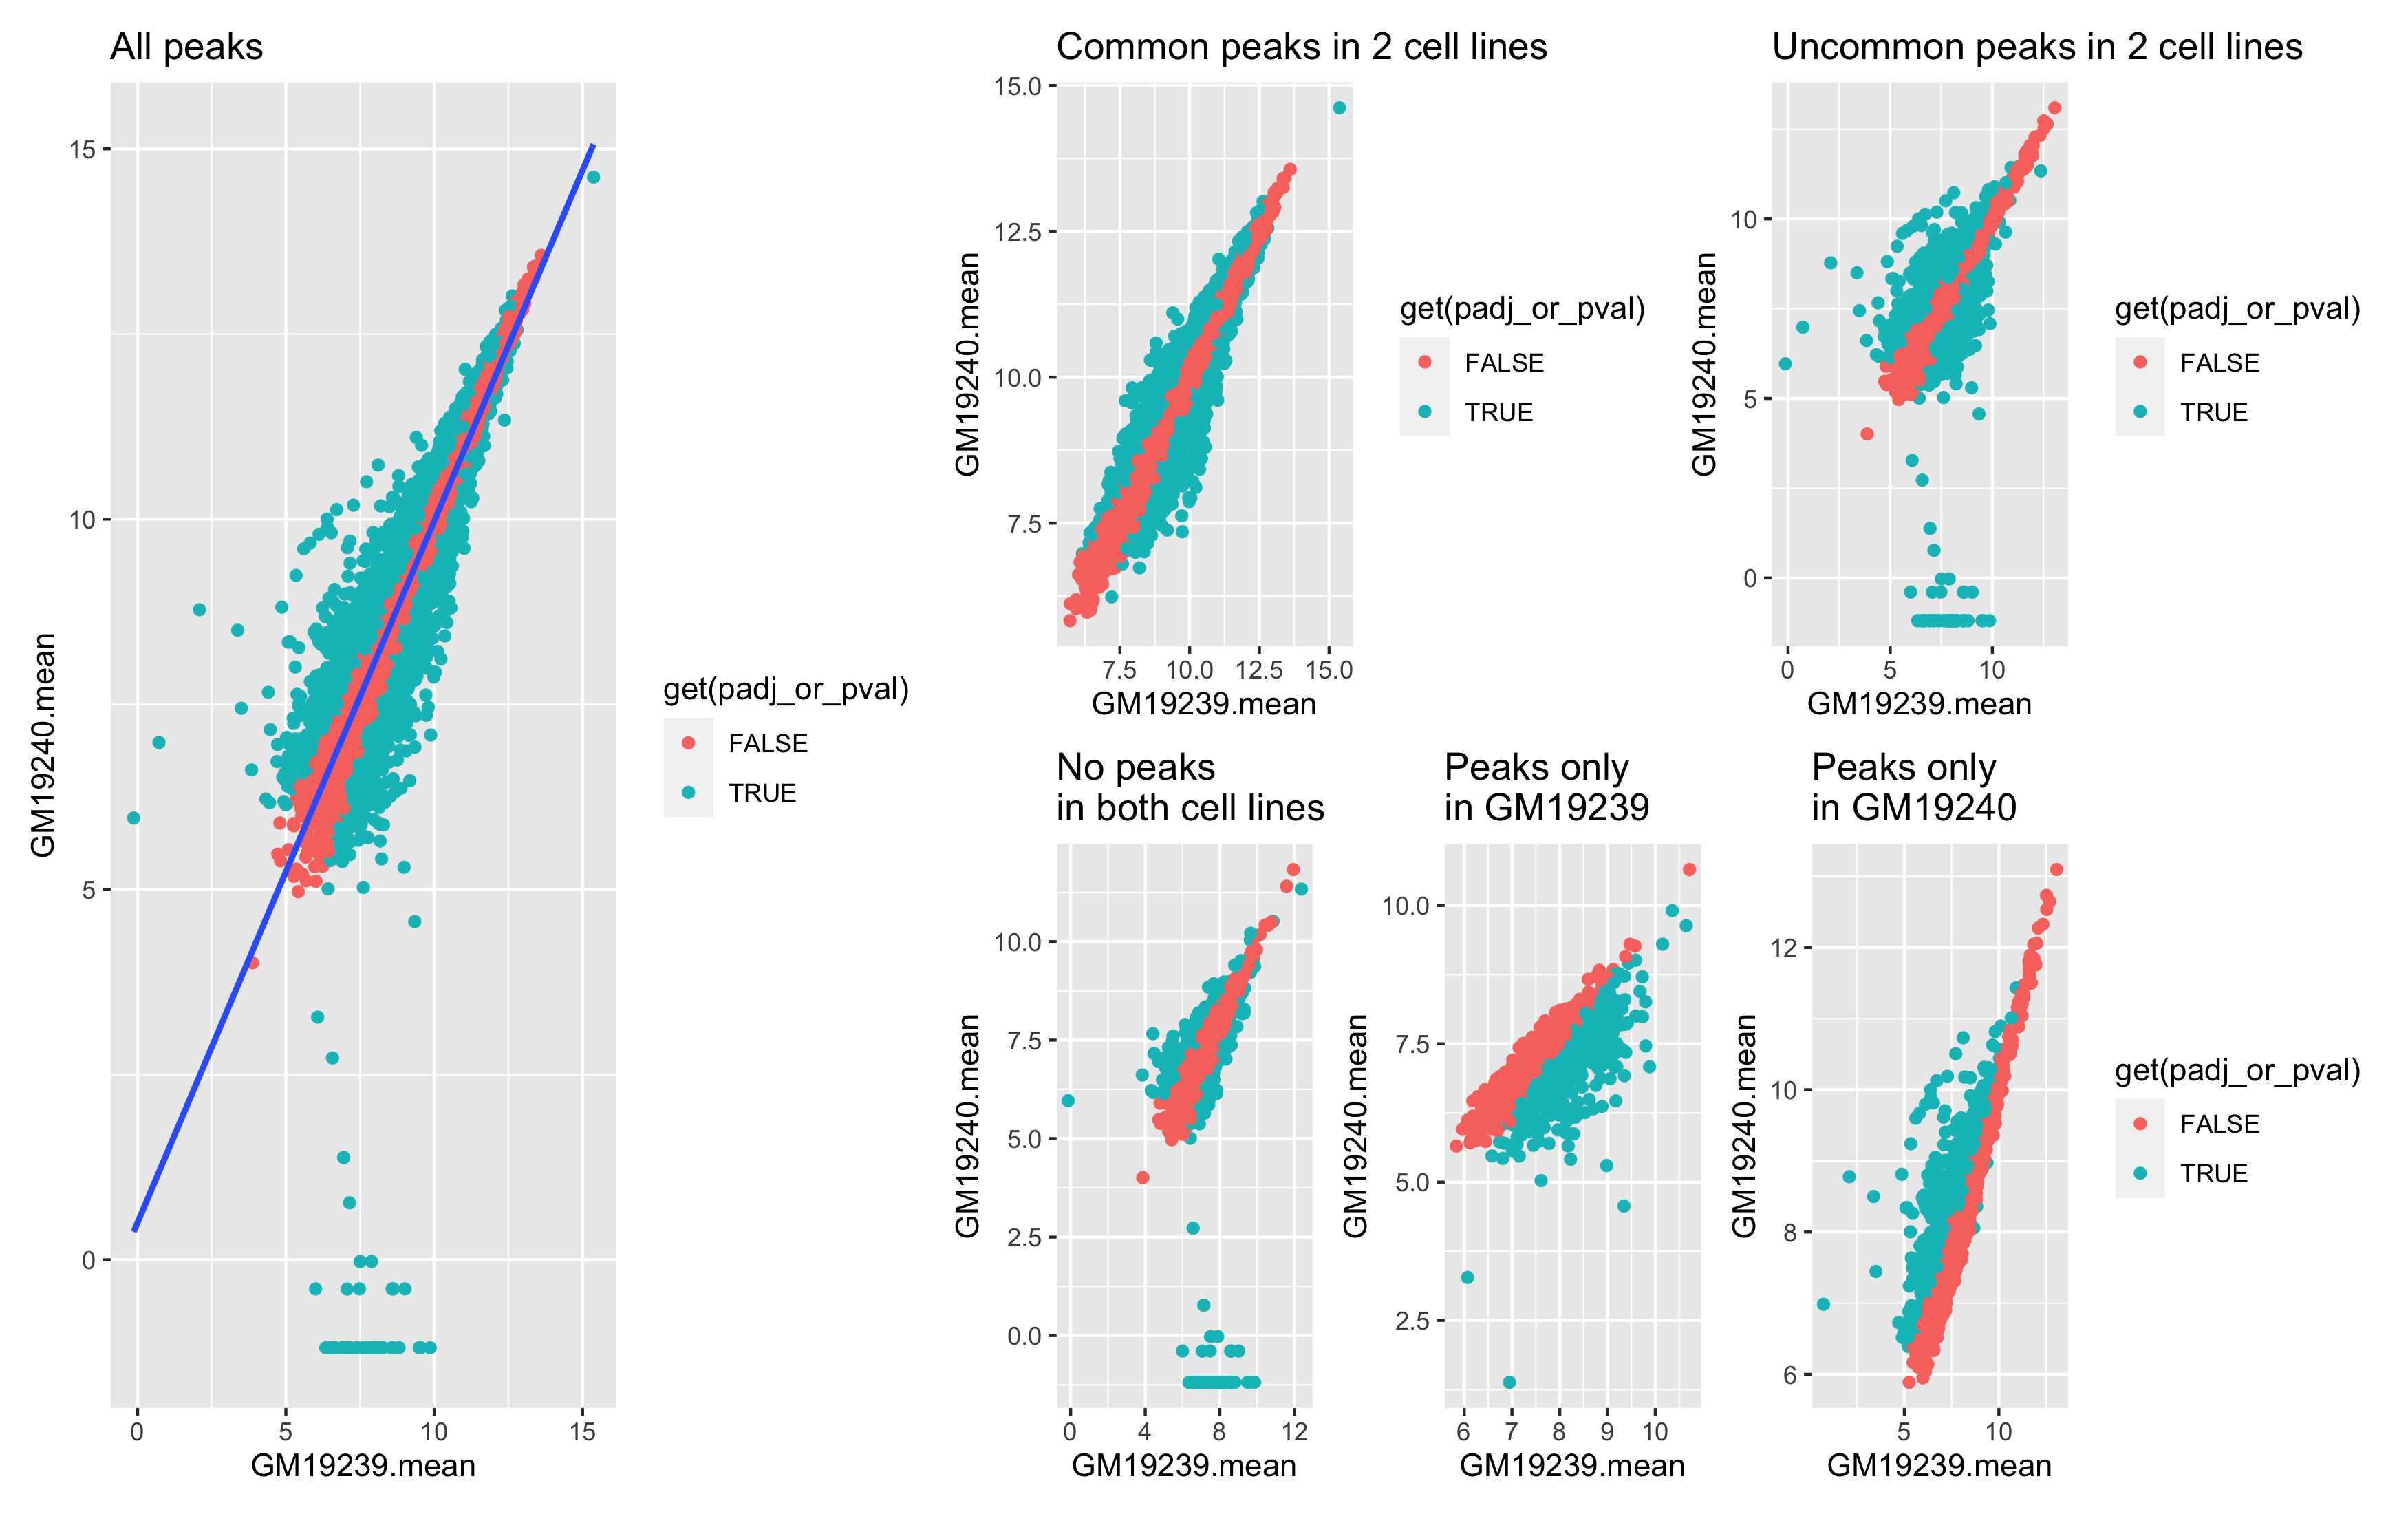 All peaks
15
10
5
0
0
5
10
15
GM19239.mean
GM19240.mean
get(padj_or_pval)
FALSE
TRUE
Common peaks in 2 cell lines
15.0
12.5
10.0
7.5
7.5
10.0
12.5
15.0
GM19239.mean
GM19240.mean
get(padj_or_pval)
FALSE
TRUE
Uncommon peaks in 2 cell lines
10
5
0
0
5
10
GM19239.mean
GM19240.mean
get(padj_or_pval)
FALSE
TRUE
No peaks
in both cell lines
10.0
7.5
5.0
2.5
0.0
0
4
8
12
GM19239.mean
GM19240.mean
Peaks only
in GM19239
10.0
7.5
5.0
2.5
6
7
8
9
10
GM19239.mean
GM19240.mean
Peaks only
in GM19240
12
10
8
6
5
10
GM19239.mean
GM19240.mean
get(padj_or_pval)
FALSE
TRUE